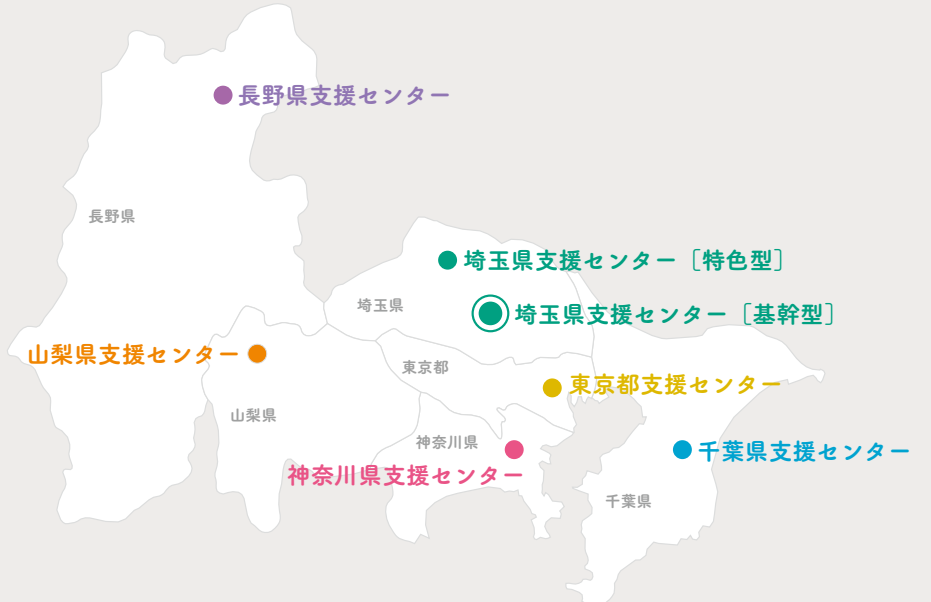 長野県支援センター
長野県
埼玉県支援センター［特色型］
埼玉県
埼玉県支援センター［基幹型］
山梨県支援センター
東京都
東京都支援センター
山梨県
神奈川県
千葉県支援センター
神奈川県支援センター
千葉県